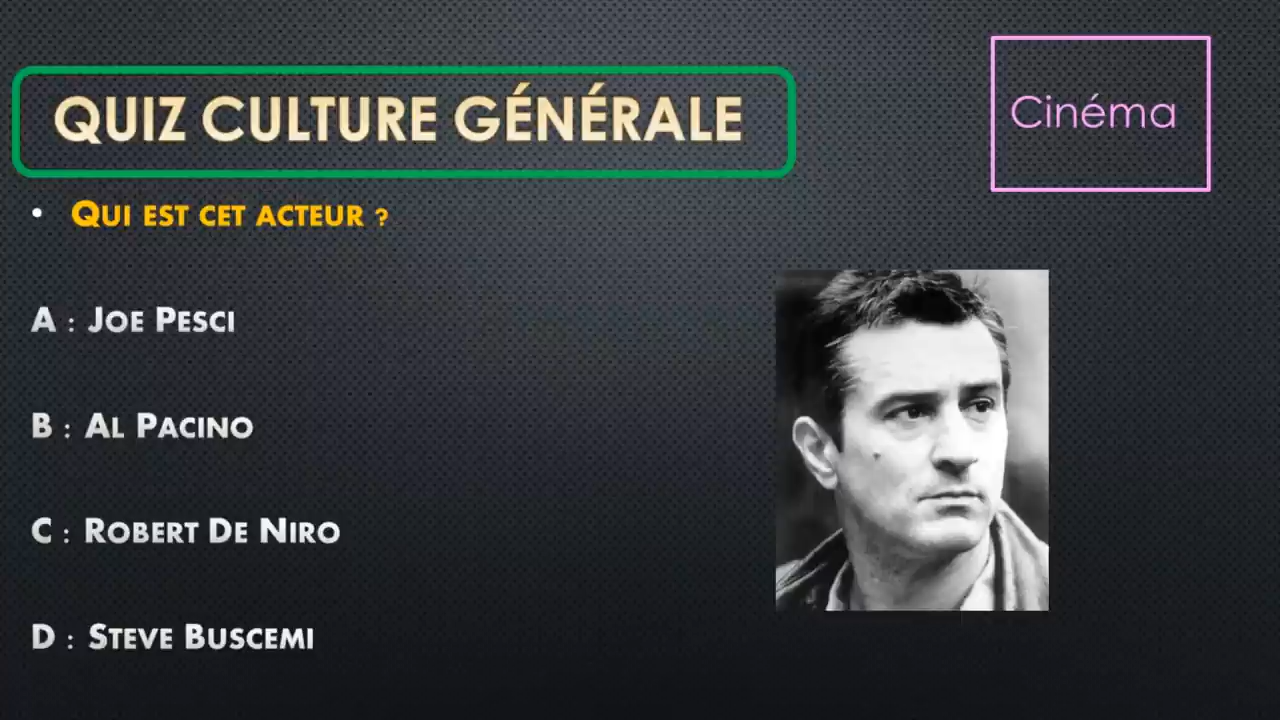 QUIZ CULTURE GÉNÉRALE
Cinéma
• QUI EST CET ACTEUR ?
A : JOE PESCI
B : AL PACINO
C : ROBERT DE NIRO
D : STEVE BUSCEMI